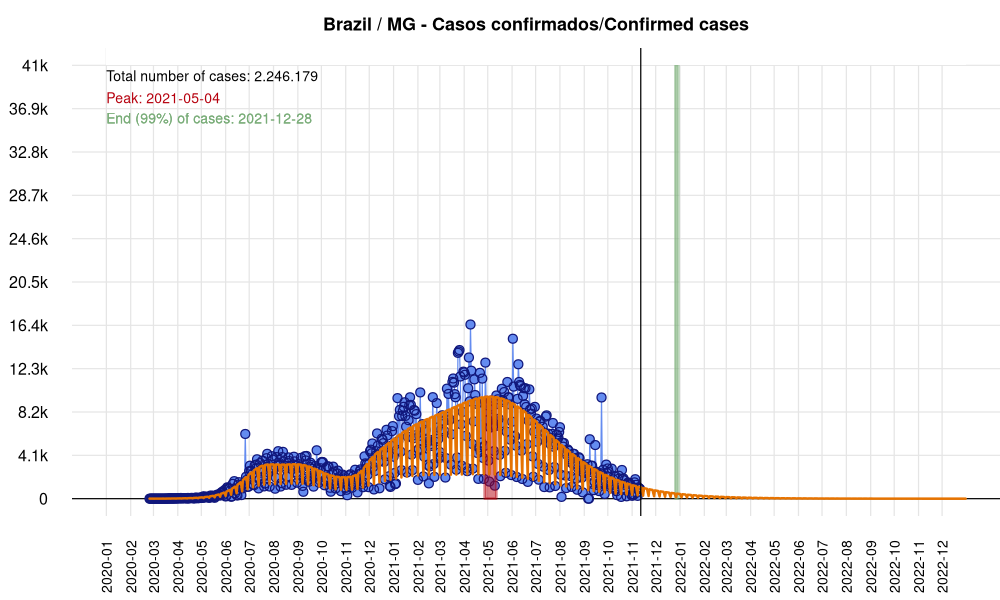 Brazil / MG - Casos confirmados/Confirmed cases
Total number of cases: 2.246.179
Peak: 2021-05-04
End (99%) of cases: 2021-12-28
41k
36.9k
32.8k
28.7k
24.6k
20.5k
16.4k
12.3k
8.2k
4.1k
0
2020-01
2020-02
2020-03
2020-04
2020-05
2020-06
2020-07
2020-08
2020-09
2020-10
2020-11
2020-12
2021-01
2021-02
2021-03
2021-04
2021-05
2021-06
2021-07
2021-08
2021-09
2021-10
2021-11
2021-12
2022-01
2022-02
2022-03
2022-04
2022-05
2022-06
2022-07
2022-08
2022-09
2022-10
2022-11
2022-12